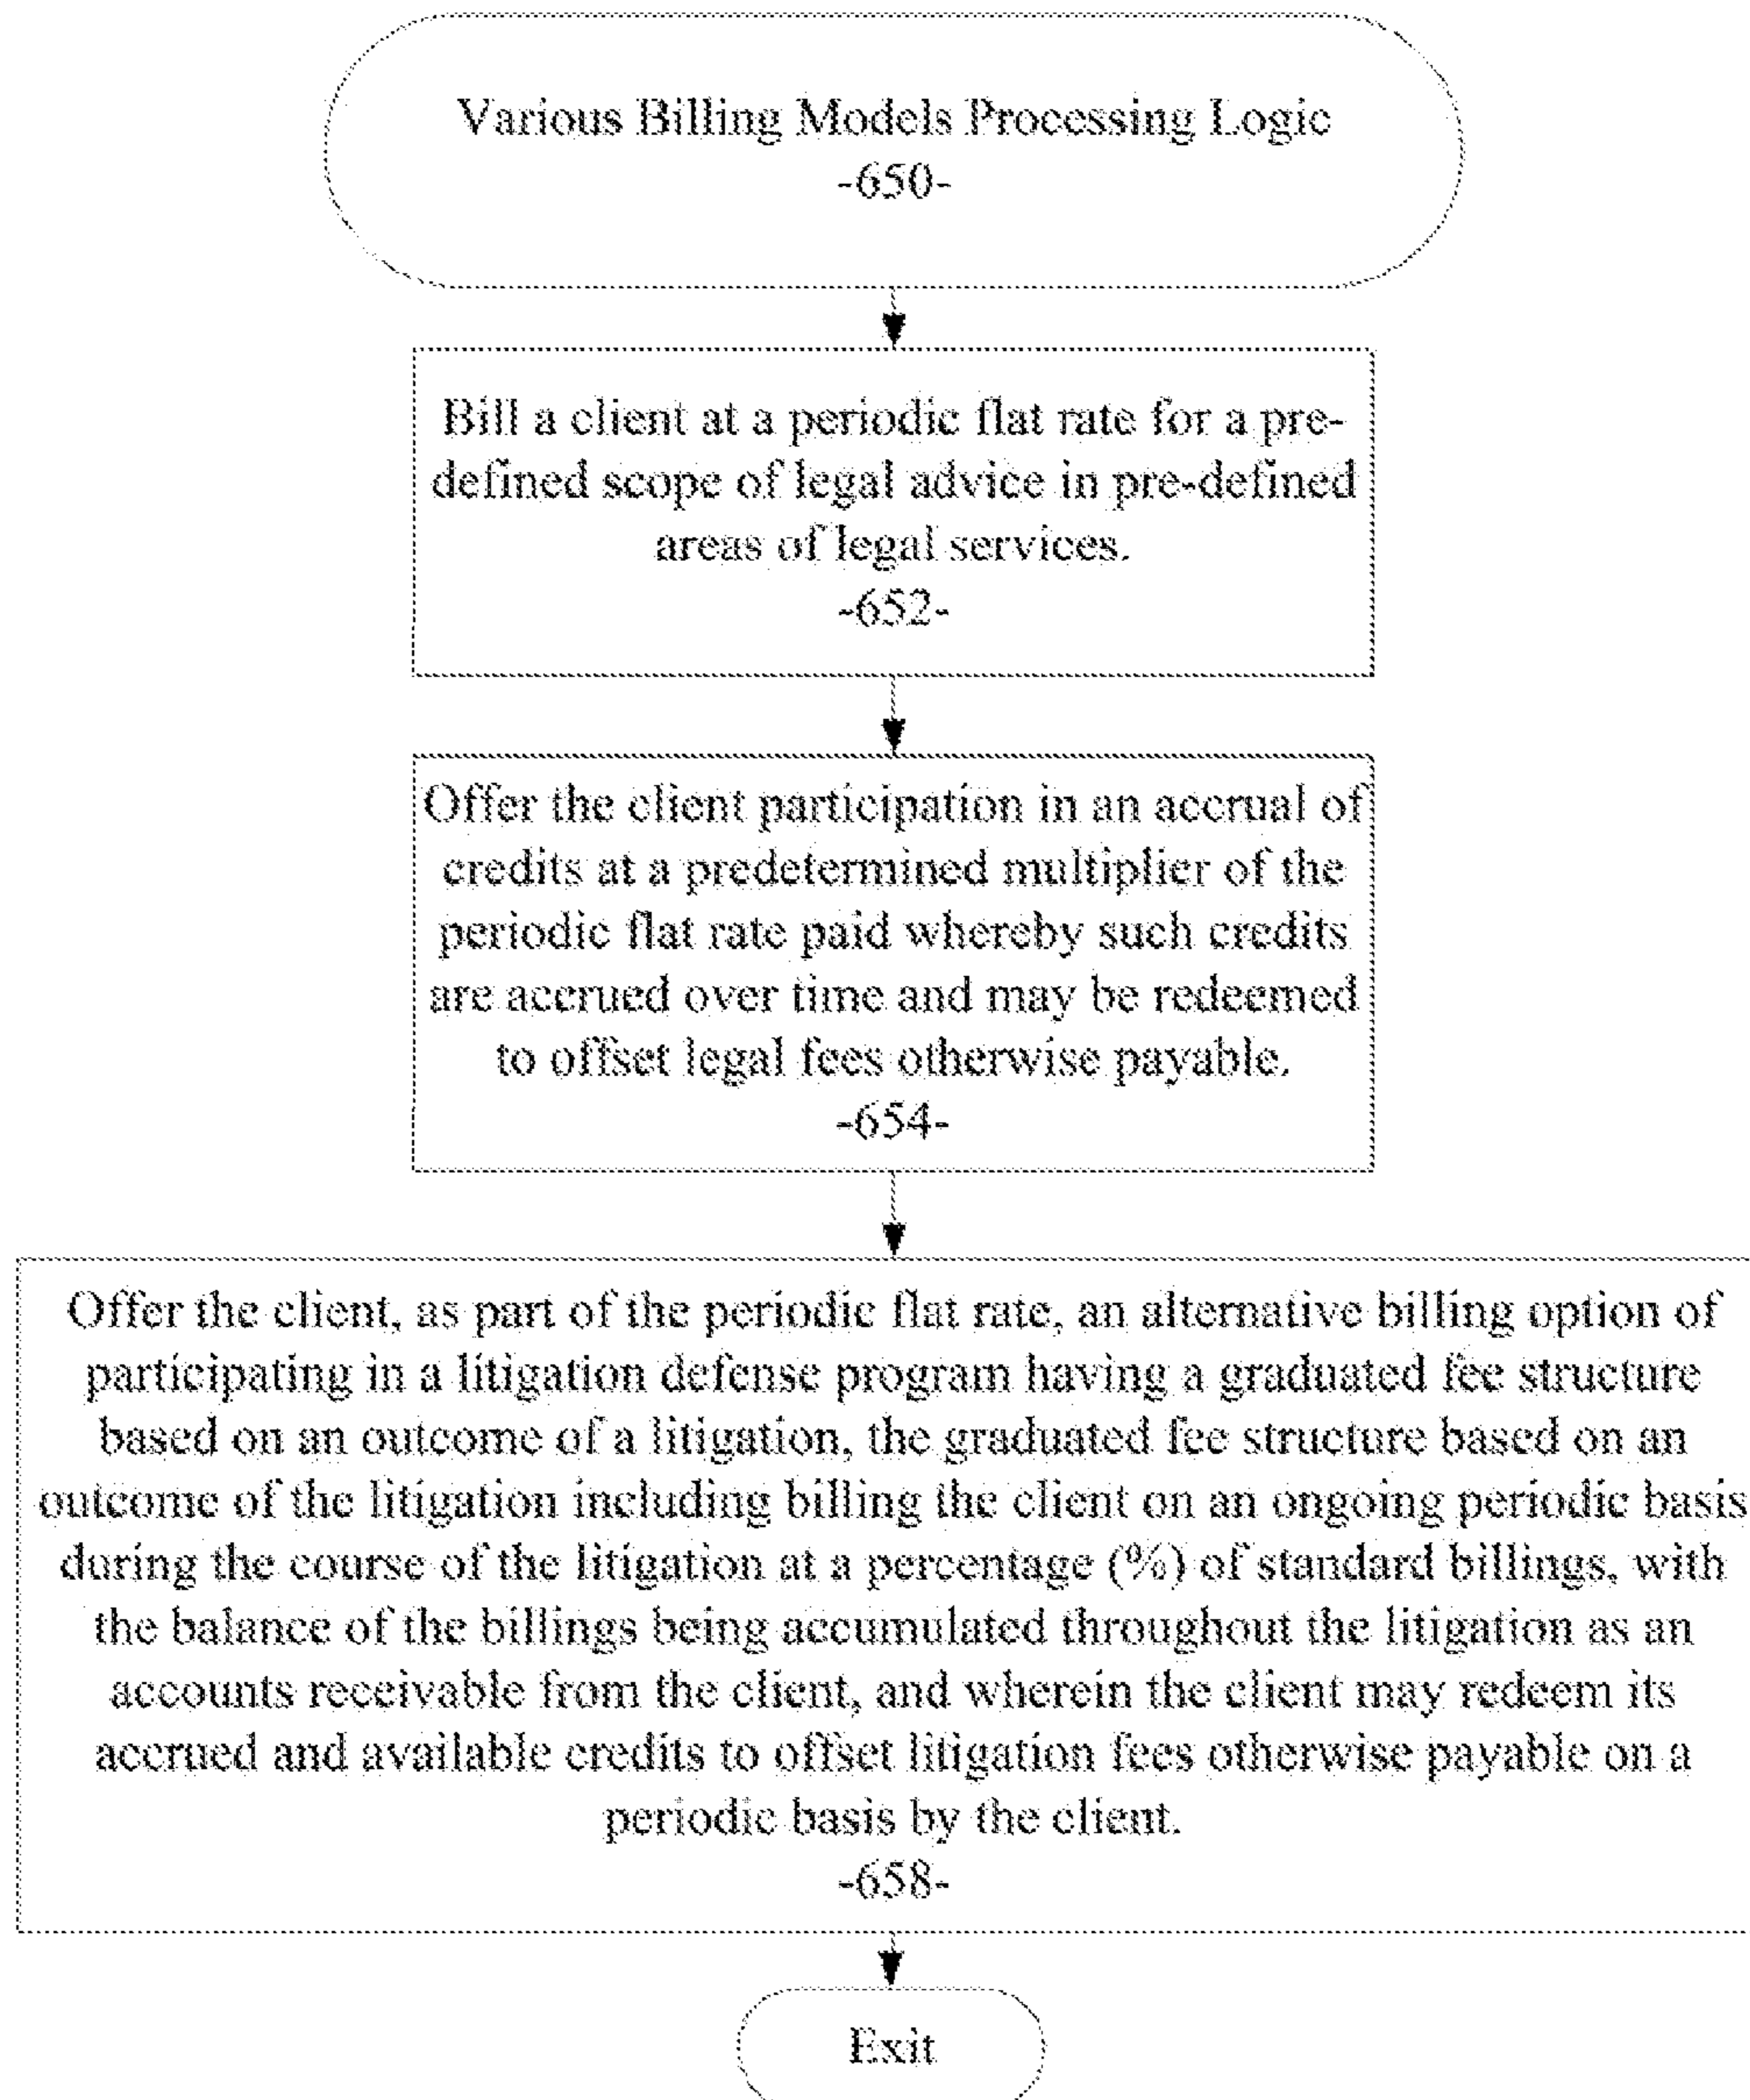 Various Billing Models Processing Logic
-650-
Bill a client at a periodic flat rate for a pre-
defined scope of legal advice in pre-defined
areas of legal services.
-652-
Offer the client participation in an accrual of
credits at a predetermined multiplier of the
periodic flat rate paid whereby such credits
are accrued over time and may be redeemed
to offset legal fees otherwise payable.
-654-
Offer the client, as part of the periodic flat rate, an alternative billing option of
participating in a litigation defense program having a graduated fee structure
based on an outcome of a litigation, the graduated fee structure based on an
outcome of the litigation including billing the client on an ongoing periodic basis
during the course of the litigation at a percentage (%) of standard billings, with
the balance of the billings being accumulated throughout the litigation as an
accounts receivable from the client, and wherein the client may redeem its
accrued and available credits to offset litigation fees otherwise payable on a
periodic basis by the client.
-658-
Exit